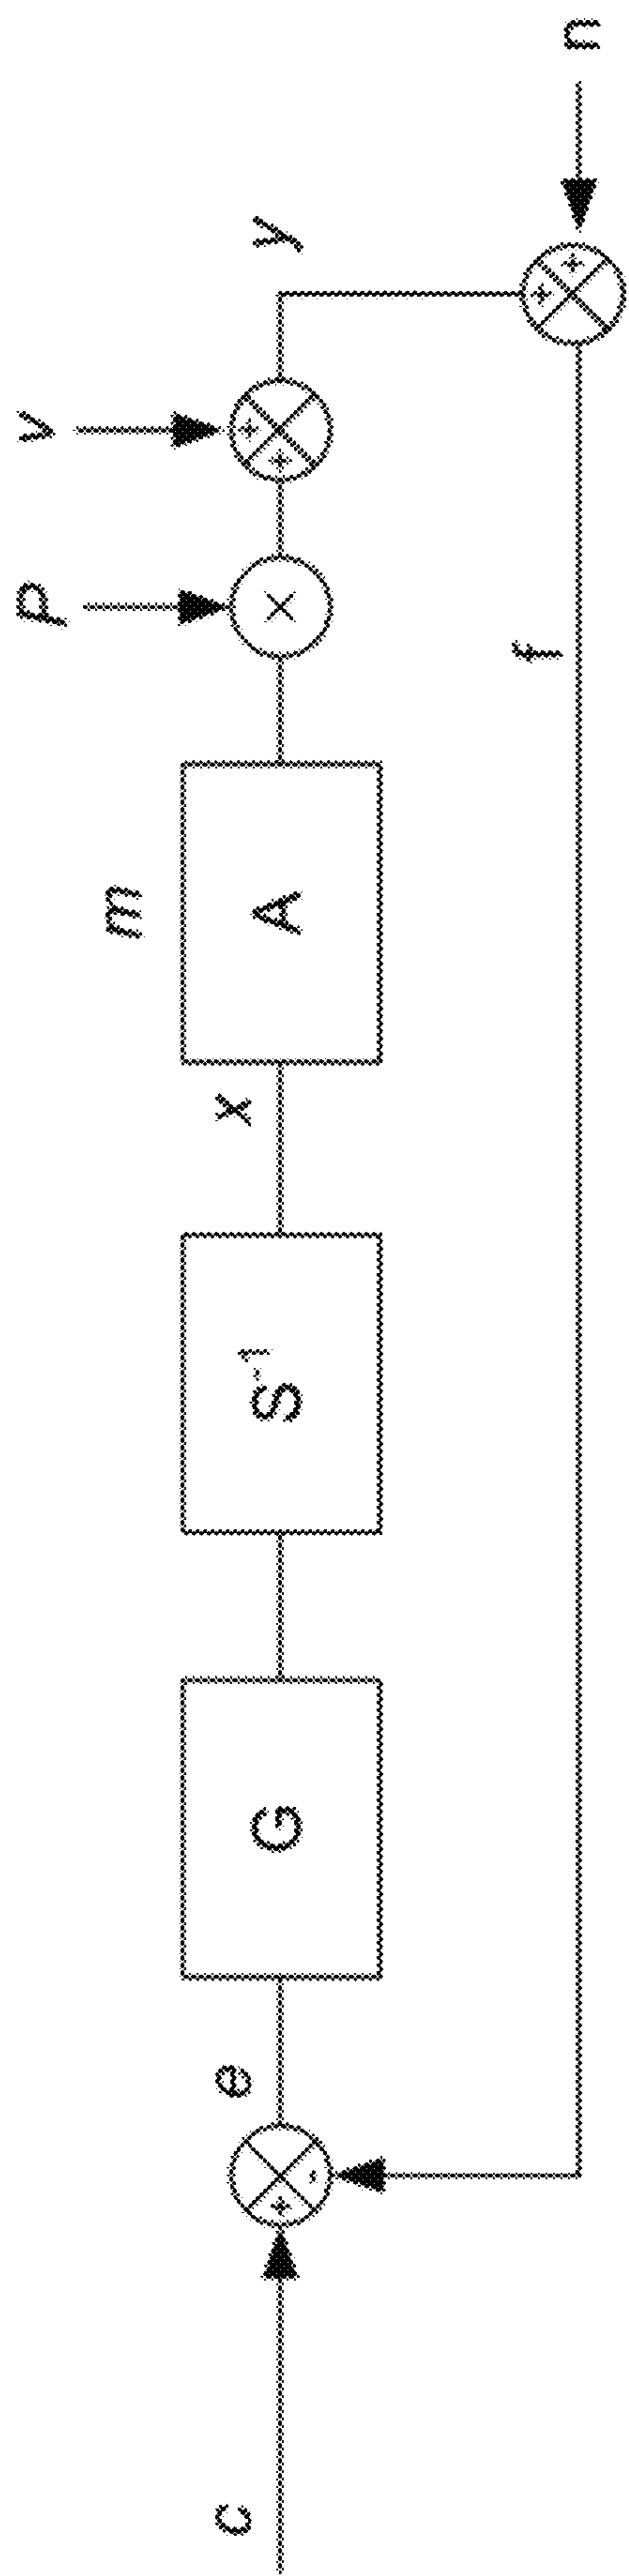 c
+
-
e
G
S⁻¹
x
m
A
P
×
v
+
+
y
n
+
+
f